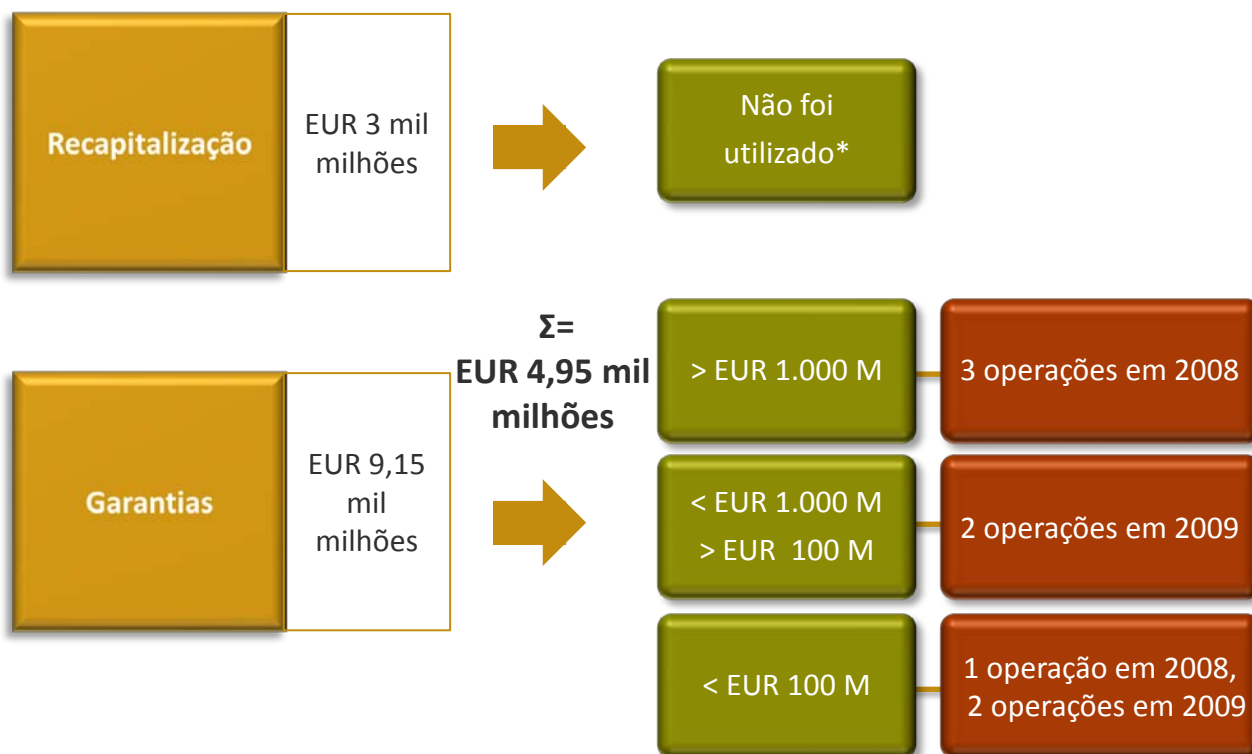 Recapitalização
EUR 3 mil
milhões
Não foi
utilizado*
Σ=
EUR 4,95 mil
milhões
Garantias
EUR 9,15
mil
milhões
> EUR 1.000 M
3 operações em 2008
< EUR 1.000 M
> EUR 100 M
2 operações em 2009
< EUR 100 M
1 operação em 2008,
2 operações em 2009